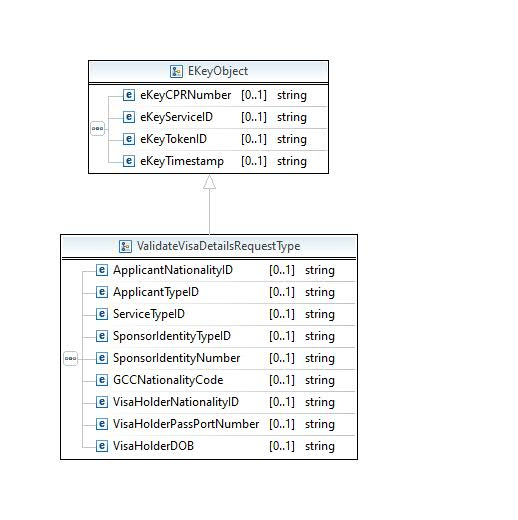 EKeyObject
eKeyCPRNumber [0..1] string
eKeyServiceID [0..1] string
eKeyTokenID [0..1] string
eKeyTimestamp [0..1] string
ValidateVisaDetailsRequestType
ApplicantNationalityID [0..1] string
ApplicantTypeID [0..1] string
ServiceTypeID [0..1] string
SponsorIdentityTypeID [0..1] string
SponsorIdentityNumber [0..1] string
GCCNationalityCode [0..1] string
VisaHolderNationalityID [0..1] string
VisaHolderPassPortNumber [0..1] string
VisaHolderDOB [0..1] string